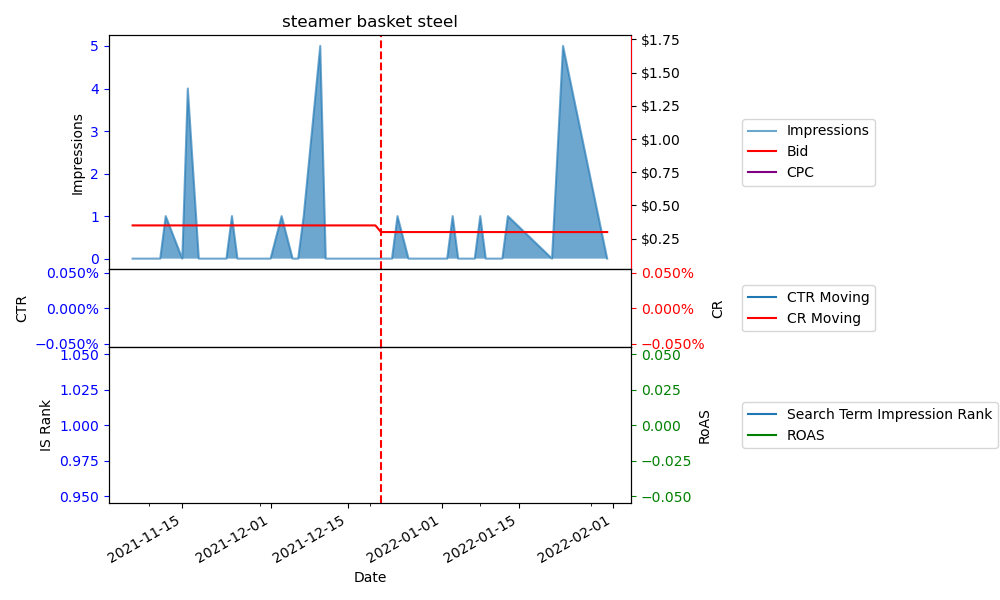 steamer basket steel
Impressions
5
4
3
2
1
0
$1.75
$1.50
$1.25
$1.00
$0.75
$0.50
$0.25
Impressions
Bid
CPC
CTR
0.050%
0.000%
−0.050%
0.050%
0.000%
−0.050%
CR
CTR Moving
CR Moving
IS Rank
1.050
1.025
1.000
0.975
0.950
0.050
0.025
0.000
−0.025
−0.050
RoAS
Search Term Impression Rank
ROAS
2021-11-15
2021-12-01
2021-12-15
2022-01-01
2022-01-15
2022-02-01
Date